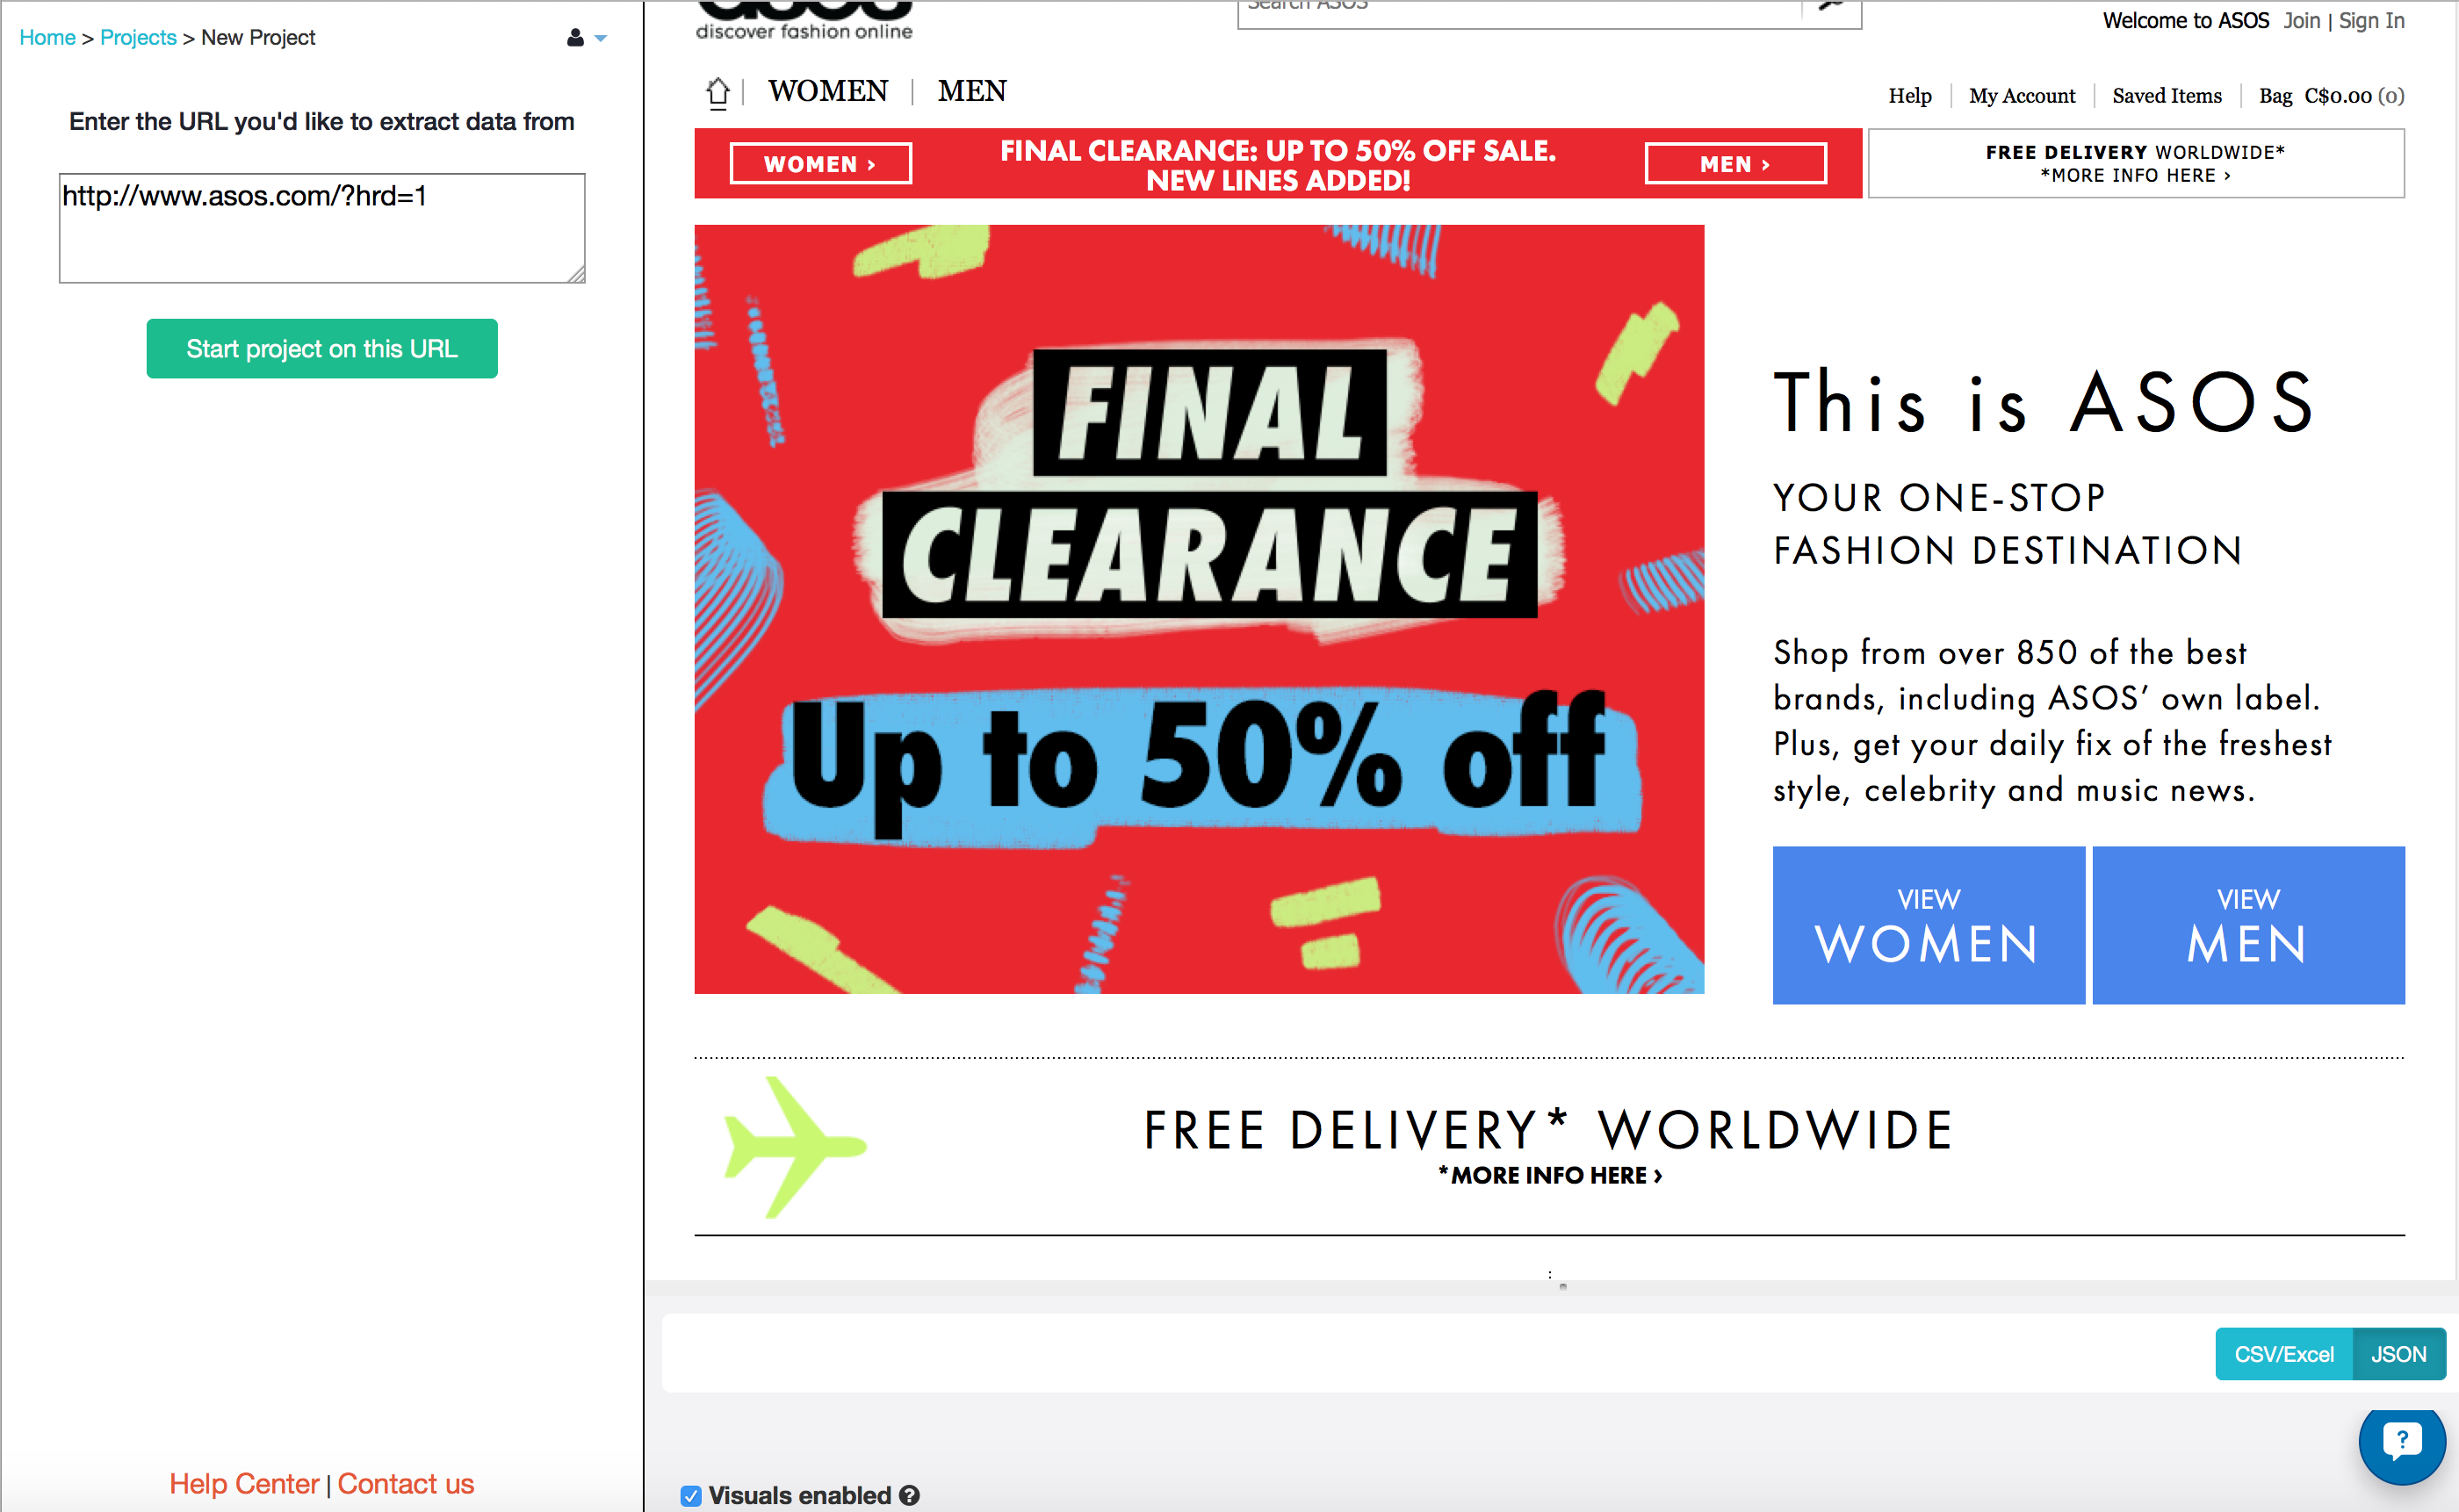 Home > Projects > New Project
Enter the URL you'd like to extract data from
http://www.asos.com/?hrd=1
Start project on this URL
Help Center | Contact us
asos
discover fashion online
Search ASOS
Welcome to ASOS Join | Sign In
WOMEN | MEN
Help | My Account | Saved Items | Bag C$0.00 (0)
WOMEN ›
FINAL CLEARANCE: UP TO 50% OFF SALE.
NEW LINES ADDED!
MEN ›
FREE DELIVERY WORLDWIDE*
*MORE INFO HERE ›
FINAL
CLEARANCE
Up to 50% off
This is ASOS
YOUR ONE-STOP
FASHION DESTINATION
Shop from over 850 of the best
brands, including ASOS’ own label.
Plus, get your daily fix of the freshest
style, celebrity and music news.
VIEW
WOMEN
VIEW
MEN
FREE DELIVERY* WORLDWIDE
*MORE INFO HERE ›
CSV/Excel
JSON
?
Visuals enabled ?